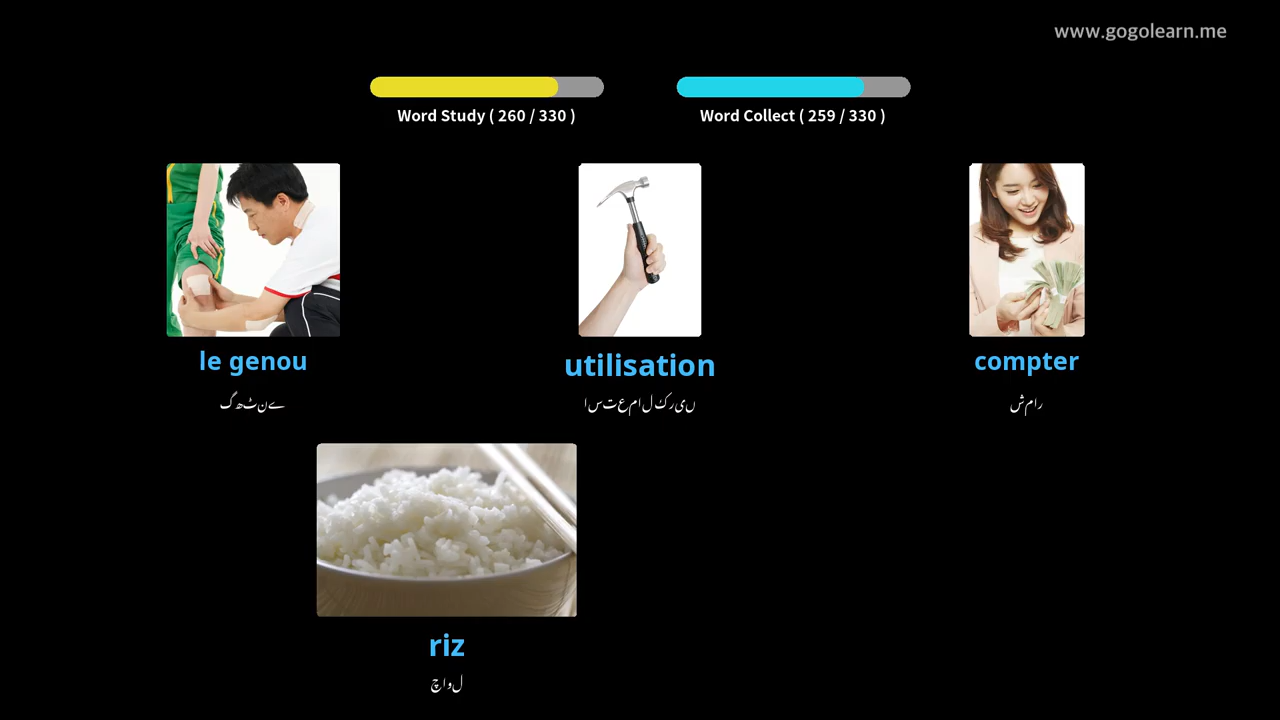 www.gogolearn.me
Word Study ( 260 / 330 )
Word Collect ( 259 / 330 )
le genou
utilisation
compter
گھٹنے
استعمال کریں
شمار
riz
چاول